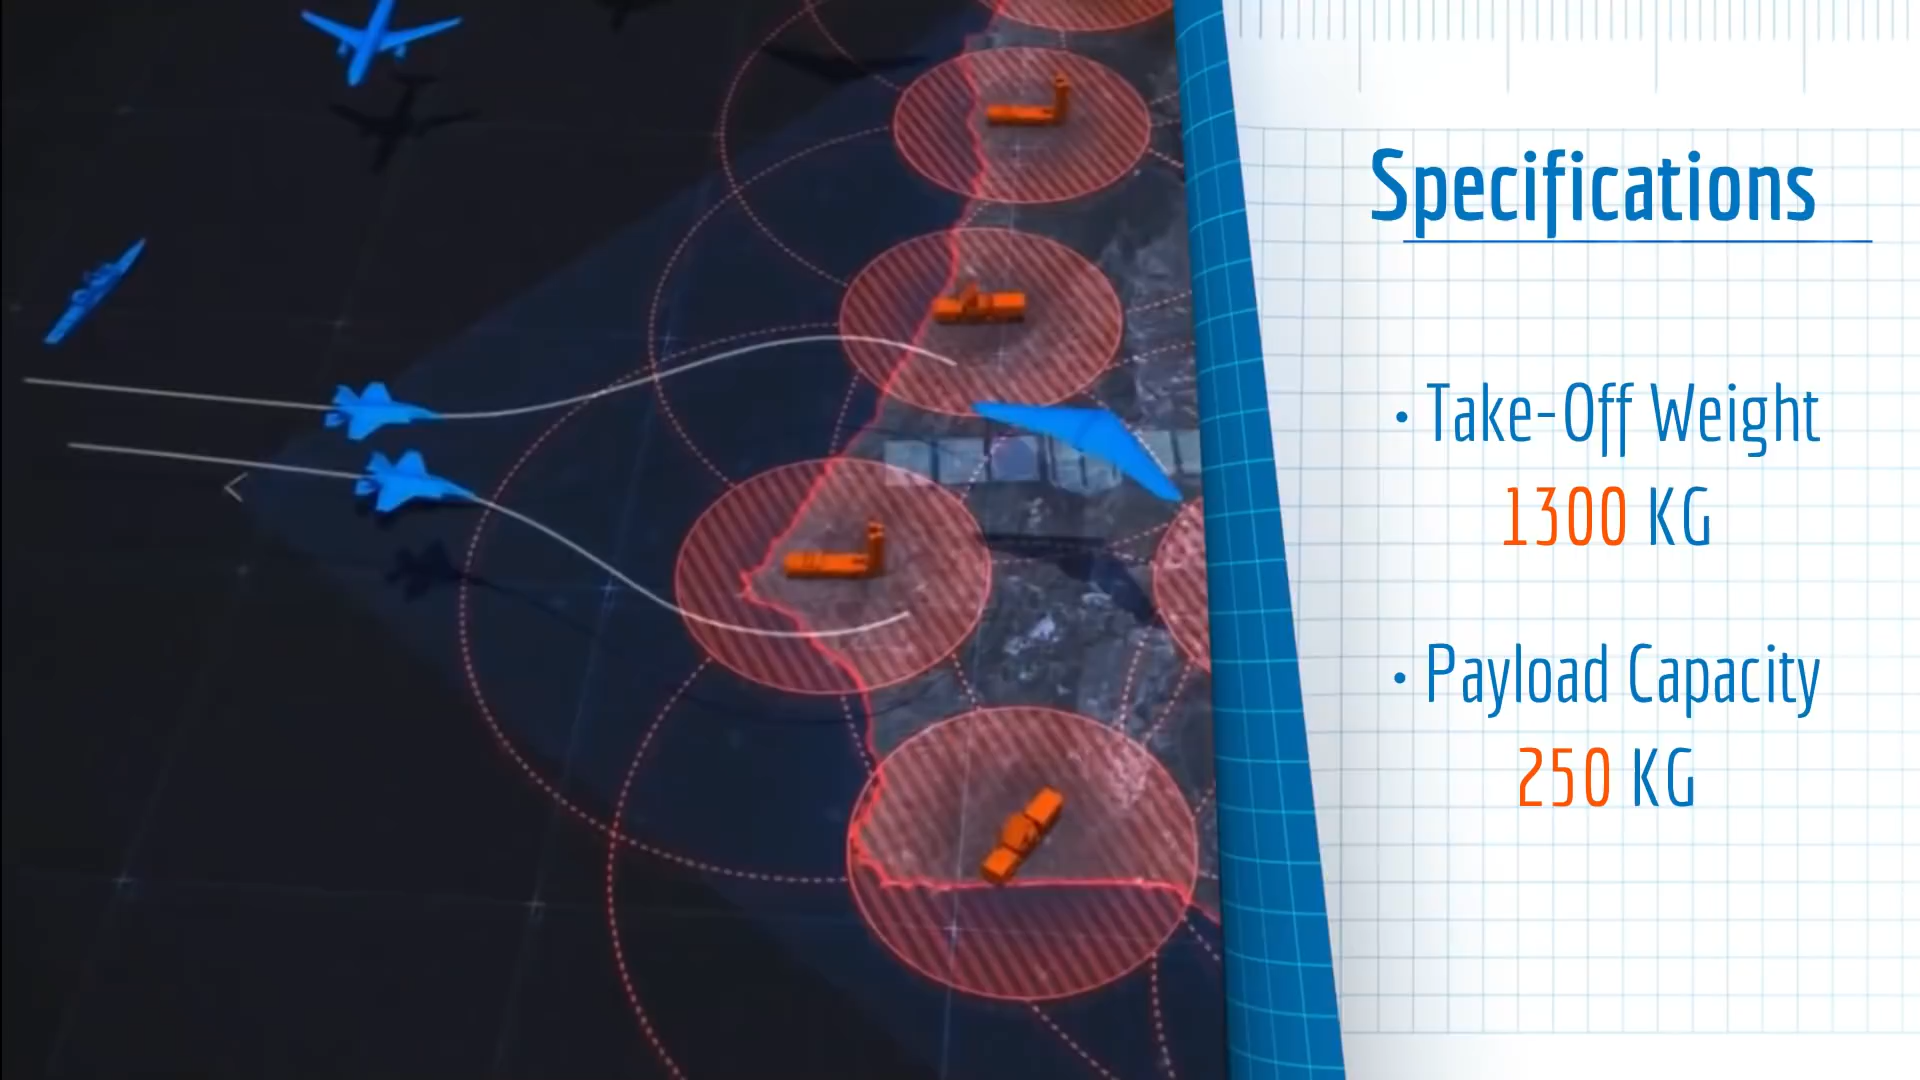 Specifications
• Take-Off Weight
1300 KG
• Payload Capacity
250 KG